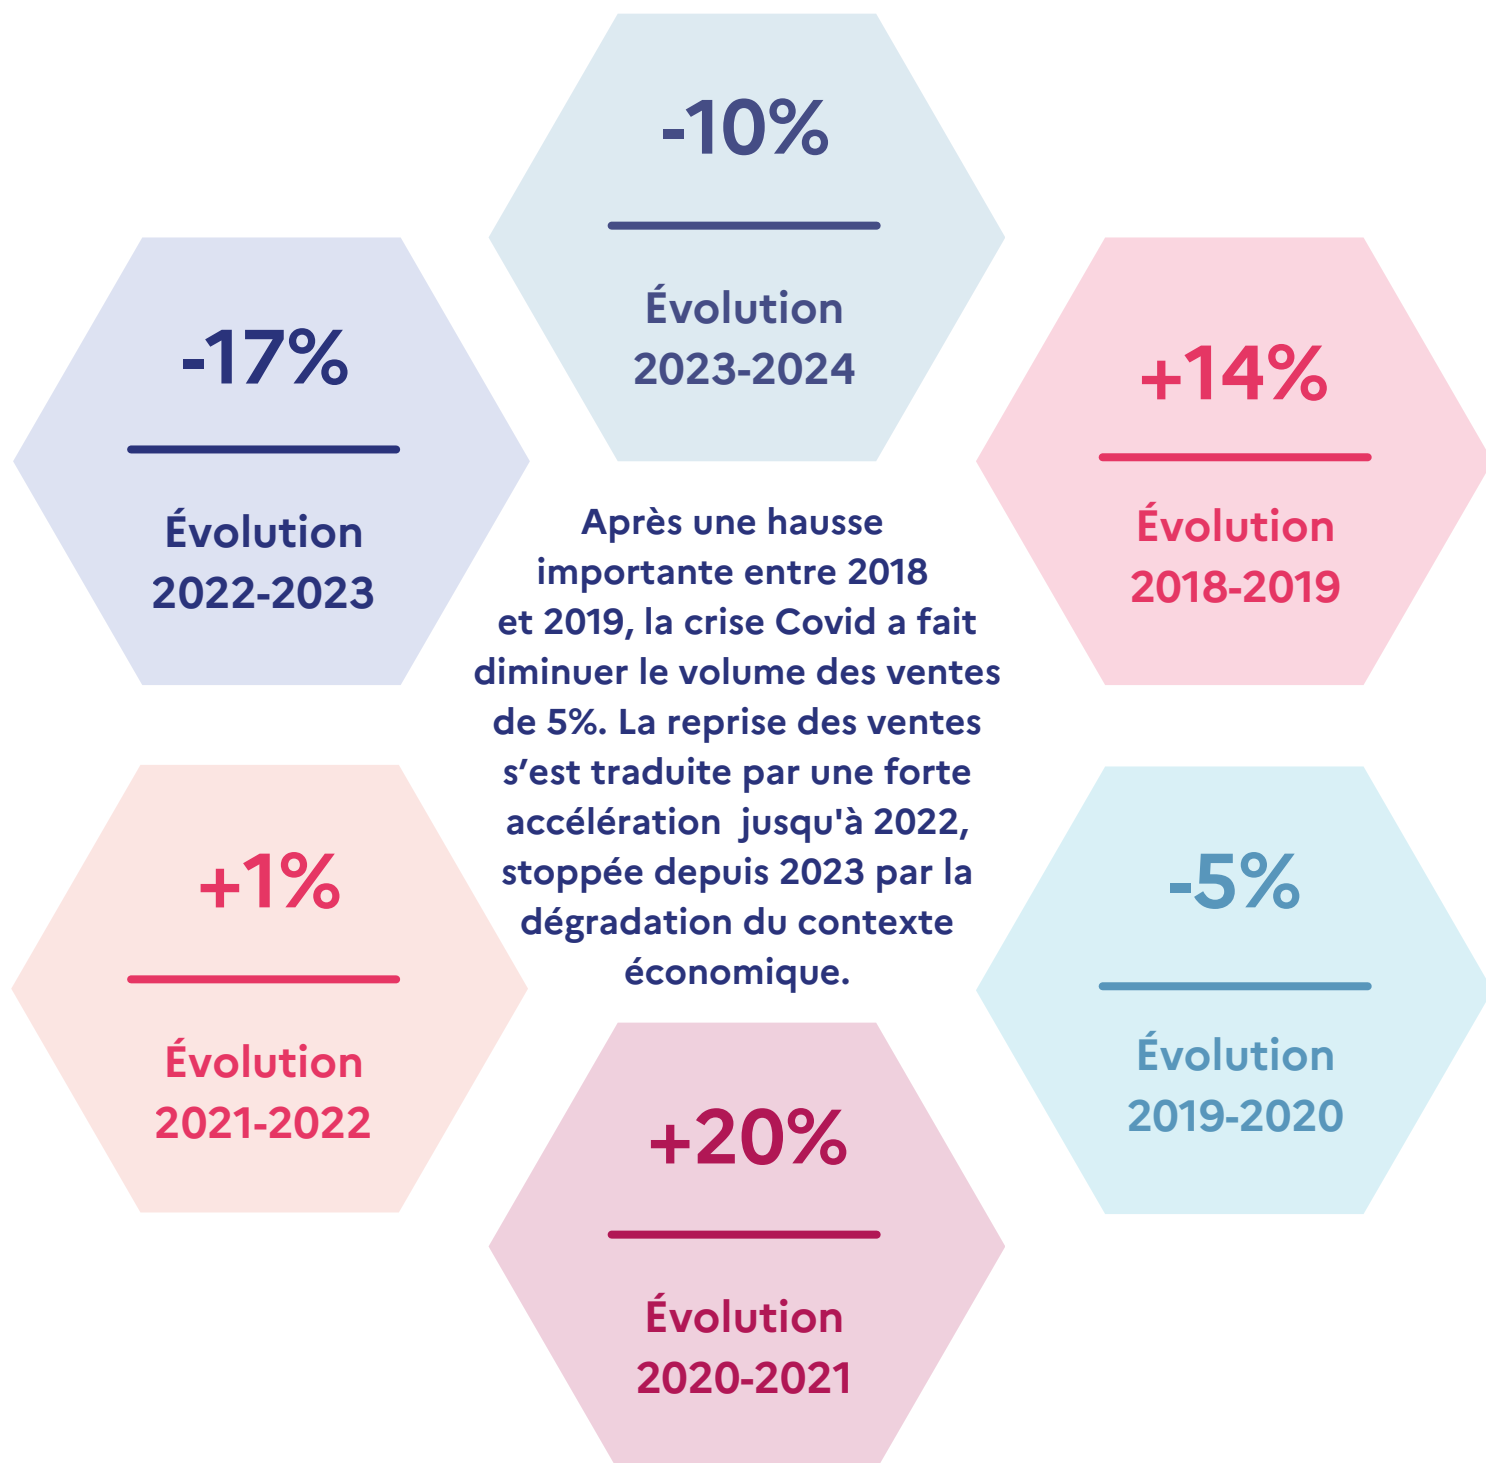 -10%
Évolution
2023-2024
-17%
Évolution
2022-2023
+14%
Évolution
2018-2019
Après une hausse
importante entre 2018
et 2019, la crise Covid a fait
diminuer le volume des ventes
de 5%. La reprise des ventes
s’est traduite par une forte
accélération  jusqu'à 2022,
stoppée depuis 2023 par la
dégradation du contexte
économique.
+1%
Évolution
2021-2022
-5%
Évolution
2019-2020
+20%
Évolution
2020-2021